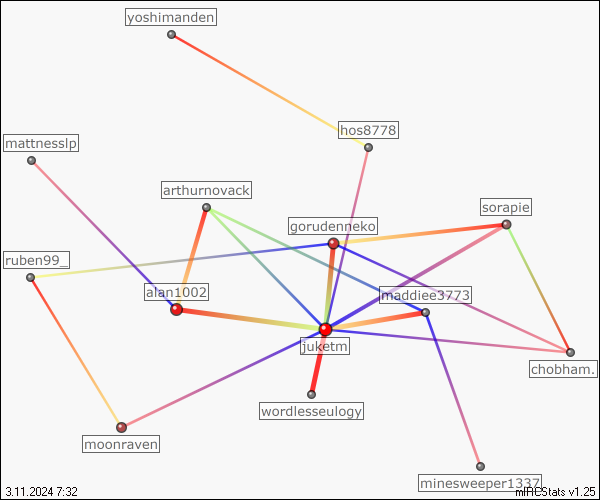 yoshimanden
hos8778
mattnesslp
arthurnovack
sorapie
gorudenneko
ruben99_
alan1002
maddiee3773
juketm
chobham.
wordlesseulogy
moonraven
minesweeper1337
3.11.2024 7:32
mIRCStats v1.25